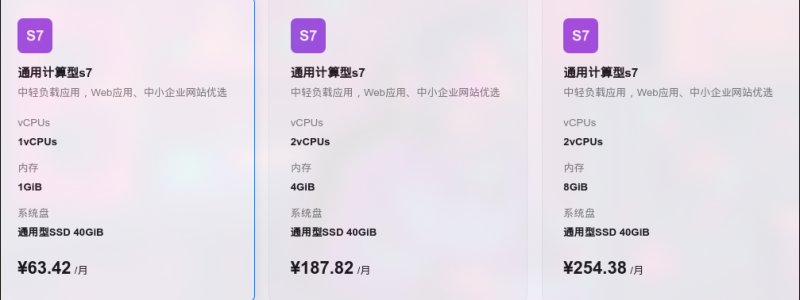 S7
通用计算型s7
中轻负载应用，Web应用、中小企业网站优选
vCPUs
1vCPUs
内存
1GiB
系统盘
通用型SSD 40GiB
¥63.42 /月
S7
通用计算型s7
中轻负载应用，Web应用、中小企业网站优选
vCPUs
2vCPUs
内存
4GiB
系统盘
通用型SSD 40GiB
¥187.82 /月
S7
通用计算型s7
中轻负载应用，Web应用、中小企业网站优选
vCPUs
2vCPUs
内存
8GiB
系统盘
通用型SSD 40GiB
¥254.38 /月